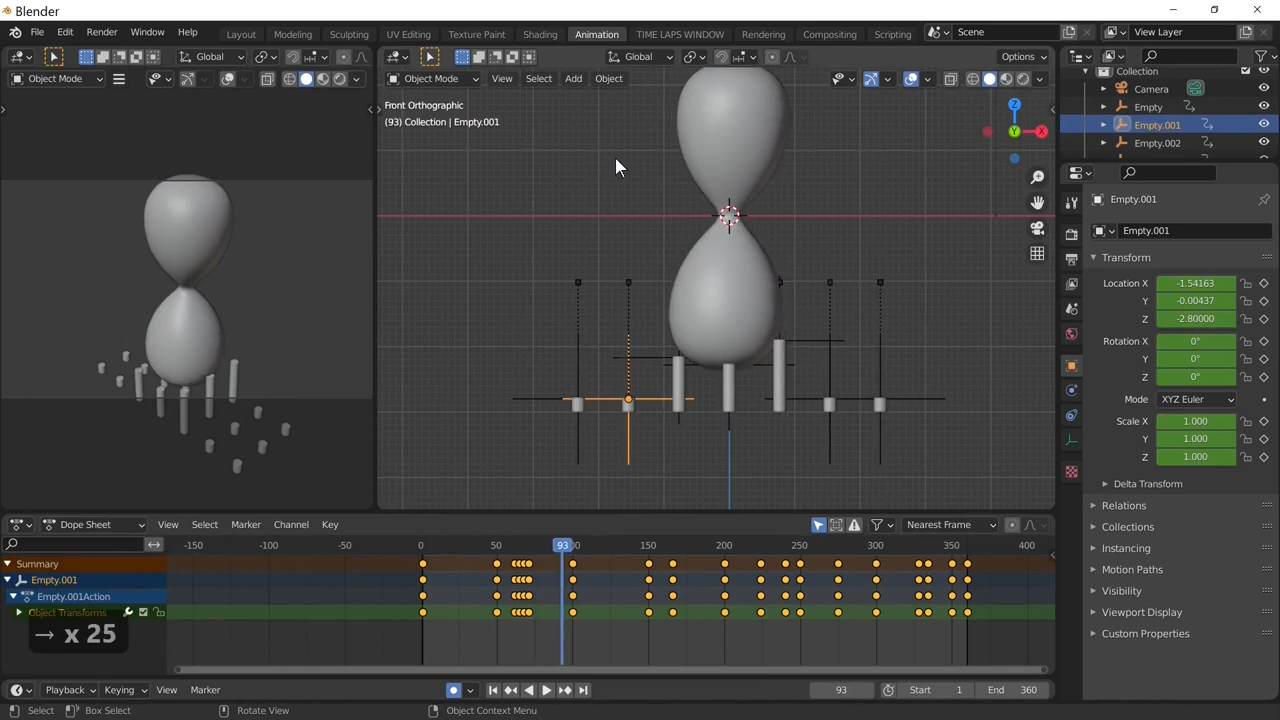 Blender
File Edit Render Window Help Layout Modeling Sculpting UV Editing Texture Paint Shading Animation TIME LAPS WINDOW Rendering Compositing Scripting Scene View Layer
Global Global Options
Object Mode Object Mode View Select Add Object
Collection
Camera
Empty
Empty.001
Empty.002
Front Orthographic
(93) Collection | Empty.001
Z
Y
X
Empty.001
Empty.001
Transform
Location X -1.54163
Y -0.00437
Z -2.80000
Rotation X 0°
Y 0°
Z 0°
Mode XYZ Euler
Scale X 1.000
Y 1.000
Z 1.000
Delta Transform
Relations
Collections
Instancing
Motion Paths
Visibility
Viewport Display
Custom Properties
Dope Sheet View Select Marker Channel Key Nearest Frame
-150 -100 -50 0 50 93 100 150 200 250 300 350 400
Summary
Empty.001
Empty.001Action
Object Transforms
→ x 25
Playback Keying View Marker 93 Start 1 End 360
Select Box Select Rotate View Object Context Menu